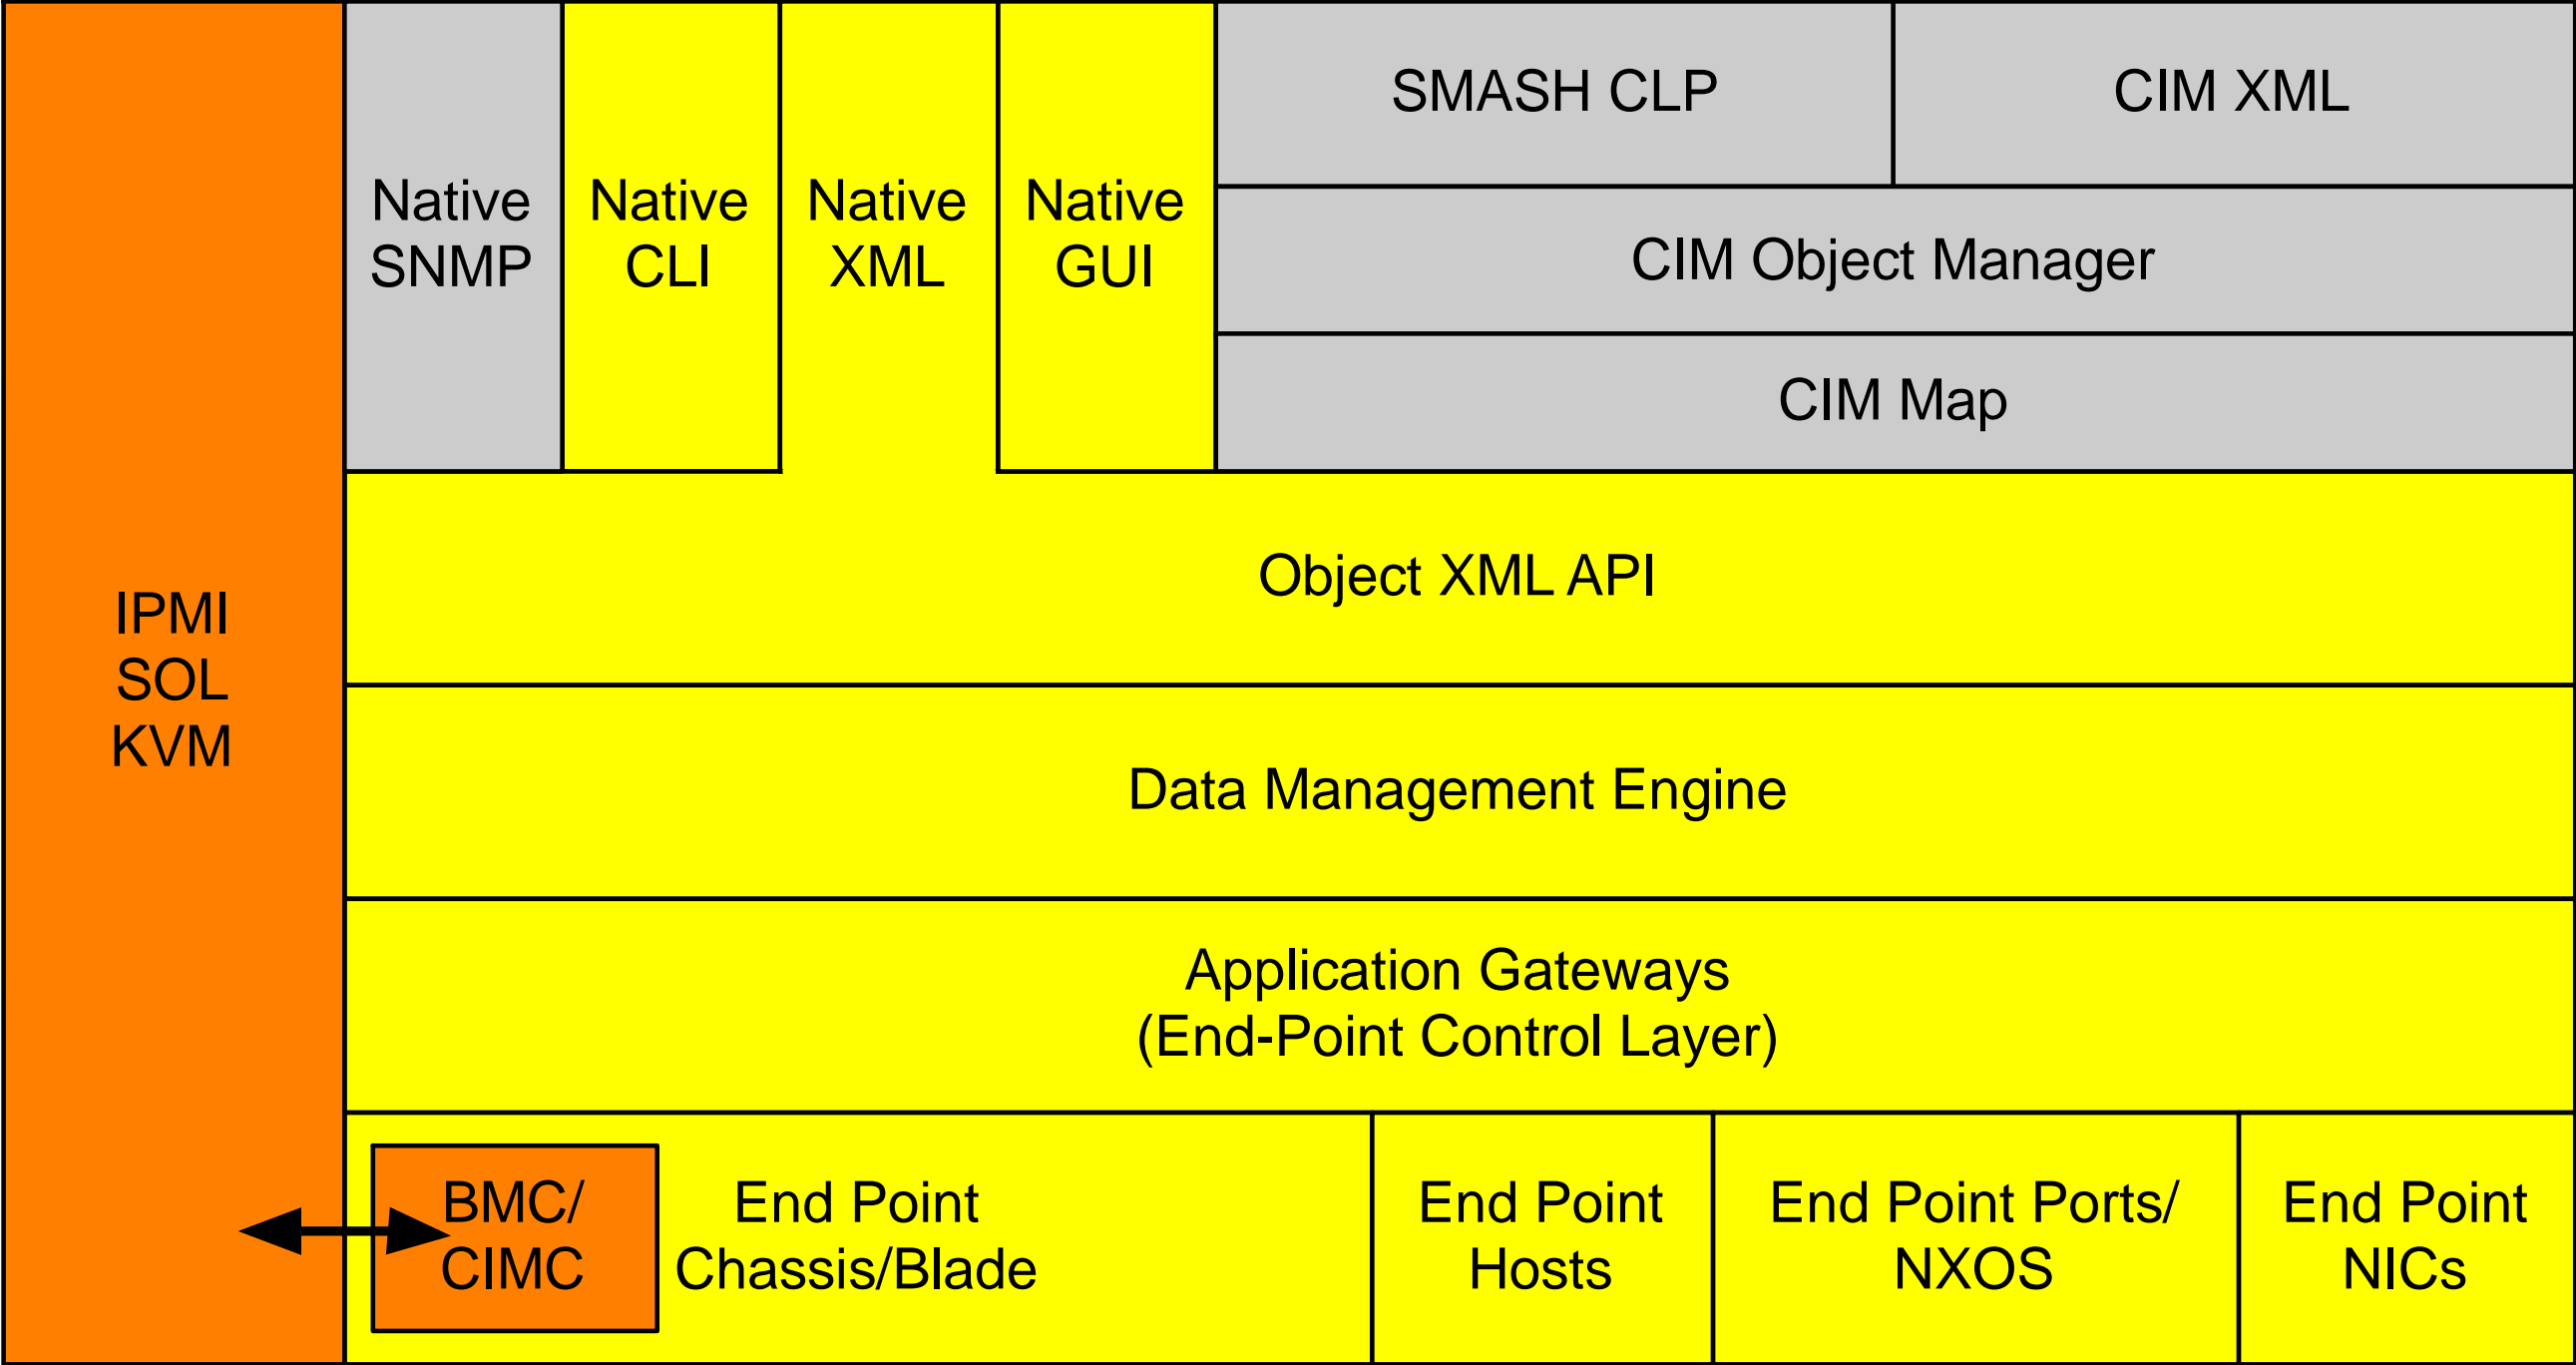 IPMI
SOL
KVM
Native
SNMP
Native
CLI
Native
XML
Native
GUI
SMASH CLP
CIM XML
CIM Object Manager
CIM Map
Object XML API
Data Management Engine
Application Gateways
(End-Point Control Layer)
BMC/
CIMC
End Point
Chassis/Blade
End Point
Hosts
End Point Ports/
NXOS
End Point
NICs